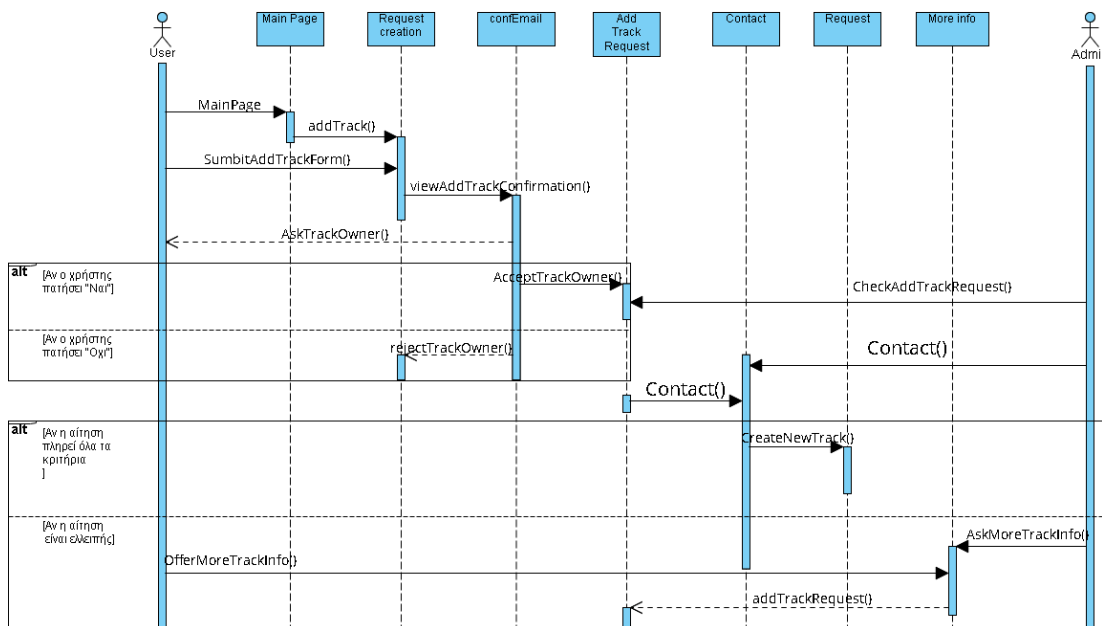 User
Main Page
Request
creation
confEmail
Add
Track
Request
Contact
Request
More info
Admi
MainPage
addTrack()
SumbitAddTrackForm()
viewAddTrackConfirmation()
AskTrackOwner()
alt
[Αν ο χρήστης
πατήσει "Ναι"]
AcceptTrackOwner()
CheckAddTrackRequest()
[Αν ο χρήστης
πατήσει "Οχι"]
rejectTrackOwner()
Contact()
Contact()
alt
[Αν η αίτηση
πληρεί όλα τα
κριτήρια
]
CreateNewTrack()
[Αν η αίτηση
είναι ελλειπής]
AskMoreTrackInfo()
OfferMoreTrackInfo()
addTrackRequest()